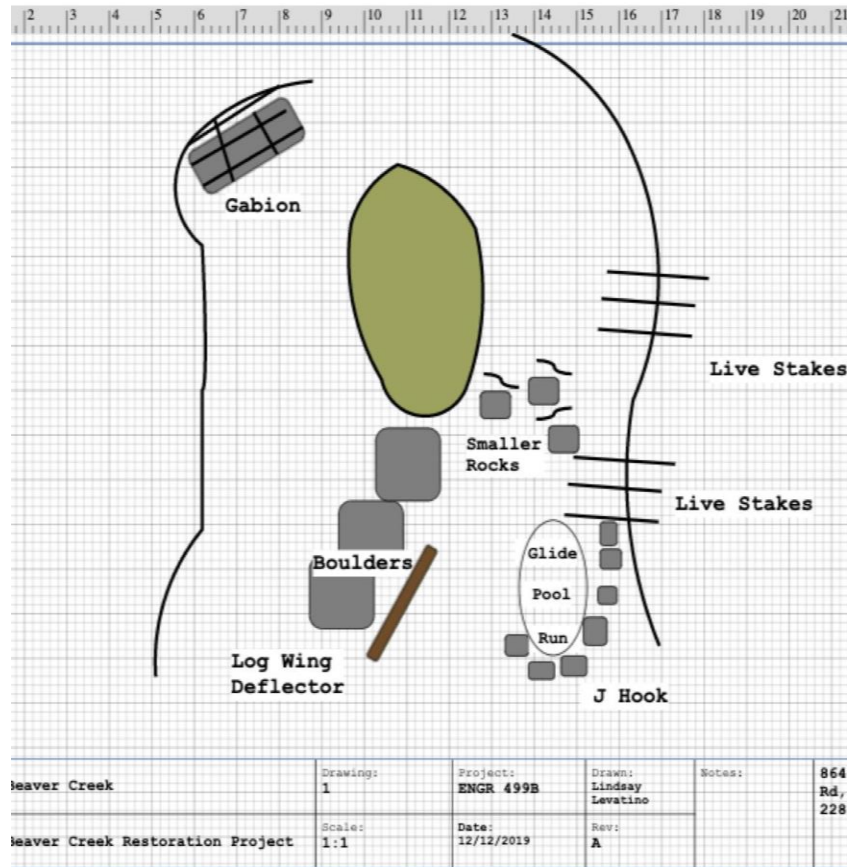 2 3 4 5 6 7 8 9 10 11 12 13 14 15 16 17 18 19 20 21
Gabion
Live Stakes
Smaller
Rocks
Live Stakes
Glide
Boulders
Pool
Run
Log Wing
Deflector
J Hook
Beaver Creek
Drawing:
1
Project:
ENGR 499B
Drawn:
Lindsay
Levatino
Notes:
864
Rd,
228
Beaver Creek Restoration Project
Scale:
1:1
Date:
12/12/2019
Rev:
A